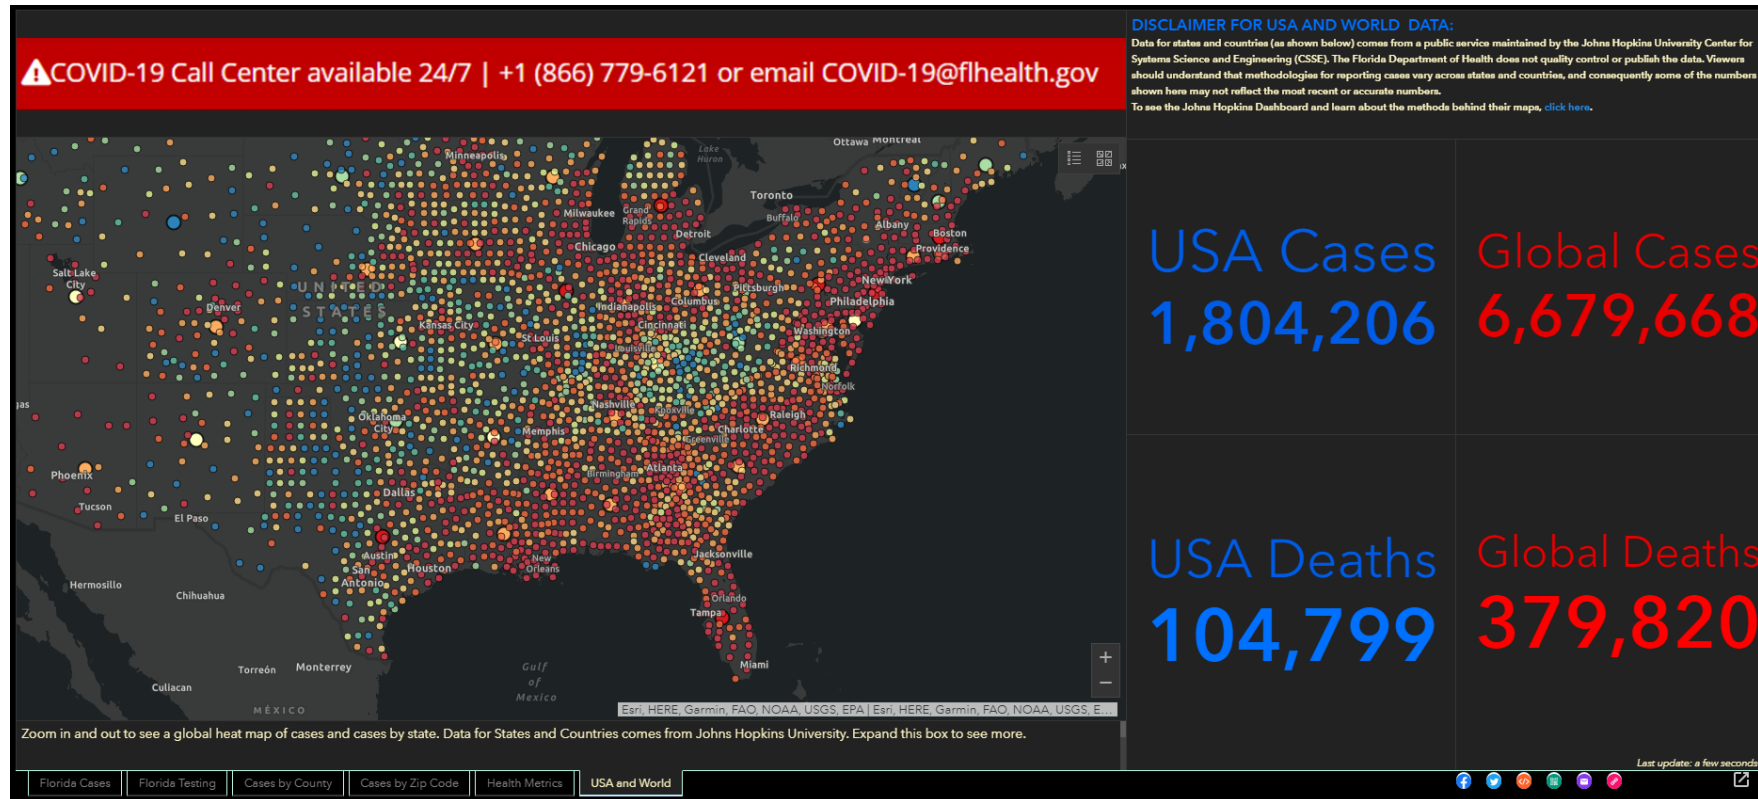 COVID-19 Call Center available 24/7 | +1 (866) 779-6121 or email COVID-19@flhealth.gov
DISCLAIMER FOR USA AND WORLD DATA:
Data for states and countries (as shown below) comes from a public service maintained by the Johns Hopkins University Center for
Systems Science and Engineering (CSSE). The Florida Department of Health does not quality control or publish the data. Viewers
should understand that methodologies for reporting cases vary across states and countries, and consequently some of the numbers
shown here may not reflect the most recent or accurate numbers.
To see the Johns Hopkins Dashboard and learn about the methods behind their maps, click here.
Ottawa
Montreal
Lake
Huron
Minneapolis
Toronto
Milwaukee
Grand
Rapids
Buffalo
Detroit
Albany
Boston
Chicago
Providence
Cleveland
Salt Lake
City
UNITED
STATES
Denver
NewYork
Pittsburgh
Indianapolis
Columbus
Philadelphia
Kansas City
Cincinnati
Washington
St Louis
Louisville
Richmond
Norfolk
Nashville
Knoxville
Raleigh
Oklahoma
City
Memphis
Charlotte
Greenville
Phoenix
Birmingham
Atlanta
Dallas
Tucson
El Paso
Austin
Jacksonville
San
Antonio
Houston
New
Orleans
Hermosillo
Chihuahua
Orlando
Tampa
Torreón
Monterrey
Miami
Gulf
of
Mexico
Culiacan
MÉXICO
+
−
Esri, HERE, Garmin, FAO, NOAA, USGS, EPA | Esri, HERE, Garmin, FAO, NOAA, USGS, E...
USA Cases
1,804,206
Global Cases
6,679,668
USA Deaths
104,799
Global Deaths
379,820
Zoom in and out to see a global heat map of cases and cases by state. Data for States and Countries comes from Johns Hopkins University. Expand this box to see more.
Last update: a few seconds
Florida Cases
Florida Testing
Cases by County
Cases by Zip Code
Health Metrics
USA and World